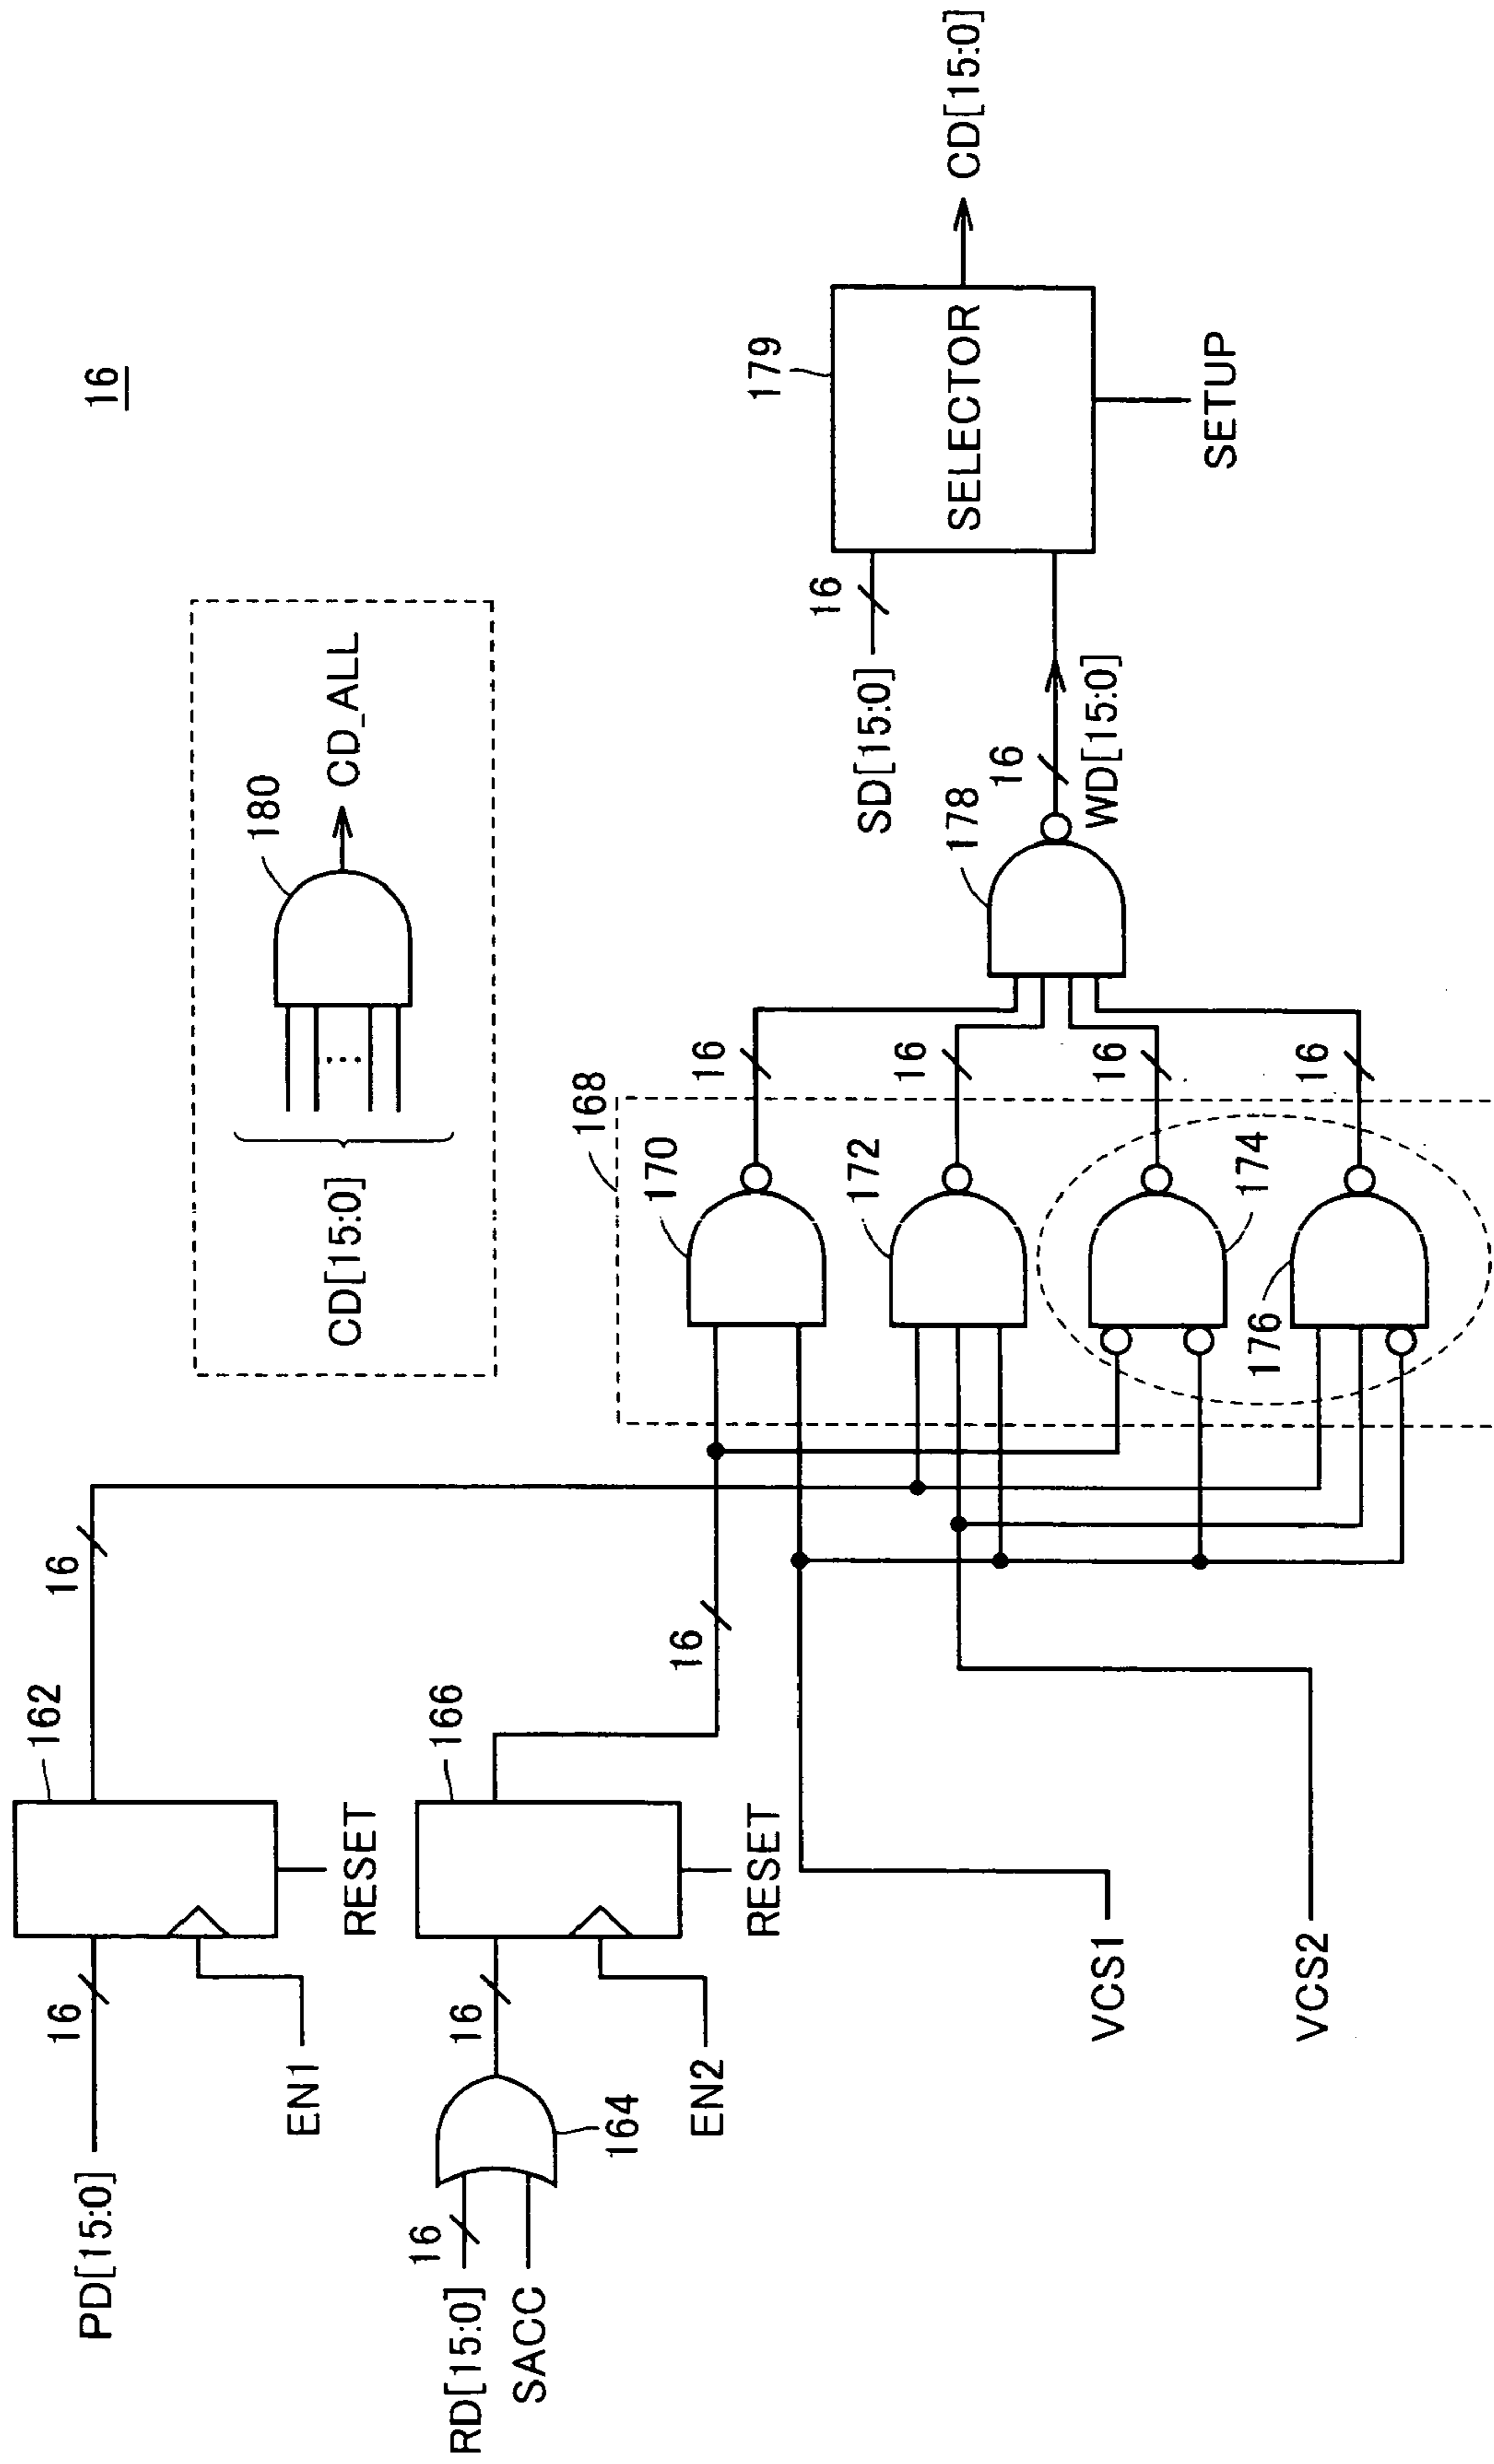 16
PD[15:0]
16
EN1
162
RESET
16
RD[15:0]
16
SACC
164
16
EN2
166
RESET
16
VCS1
VCS2
CD[15:0]
180
CD_ALL
168
170
172
174
176
16
16
16
16
178
16
WD[15:0]
SD[15:0]
16
179
SELECTOR
SETUP
CD[15:0]